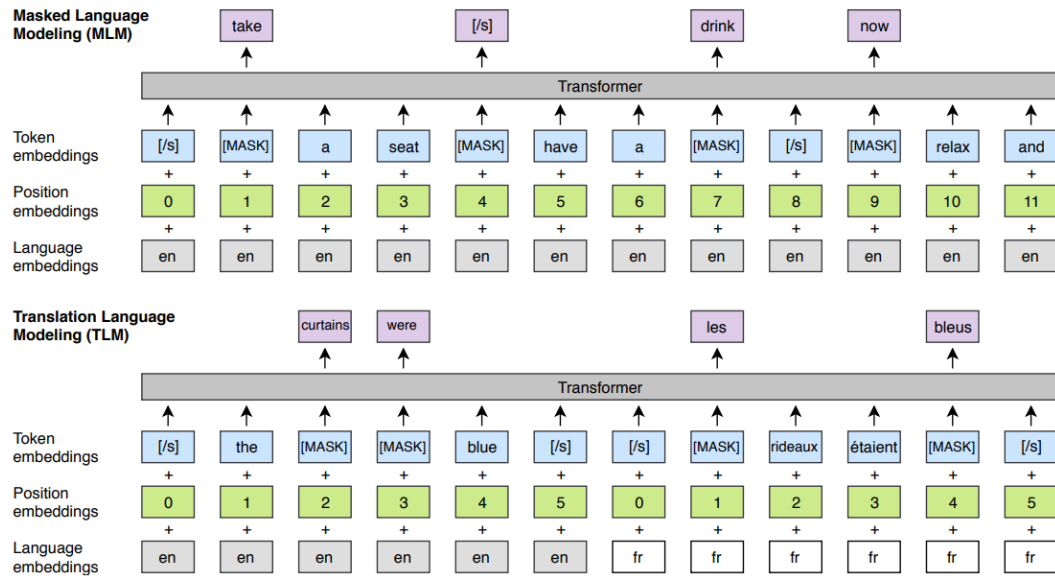 Masked Language
Modeling (MLM)
take [/s] drink now
Transformer
Token
embeddings
[/s] [MASK] a seat [MASK] have a [MASK] [/s] [MASK] relax and
+ + + + + + + + + + + +
Position
embeddings
0 1 2 3 4 5 6 7 8 9 10 11
+ + + + + + + + + + + +
Language
embeddings
en en en en en en en en en en en en
Translation Language
Modeling (TLM)
curtains were les bleus
Transformer
Token
embeddings
[/s] the [MASK] [MASK] blue [/s] [/s] [MASK] rideaux étaient [MASK] [/s]
+ + + + + + + + + + + +
Position
embeddings
0 1 2 3 4 5 0 1 2 3 4 5
+ + + + + + + + + + + +
Language
embeddings
en en en en en en fr fr fr fr fr fr